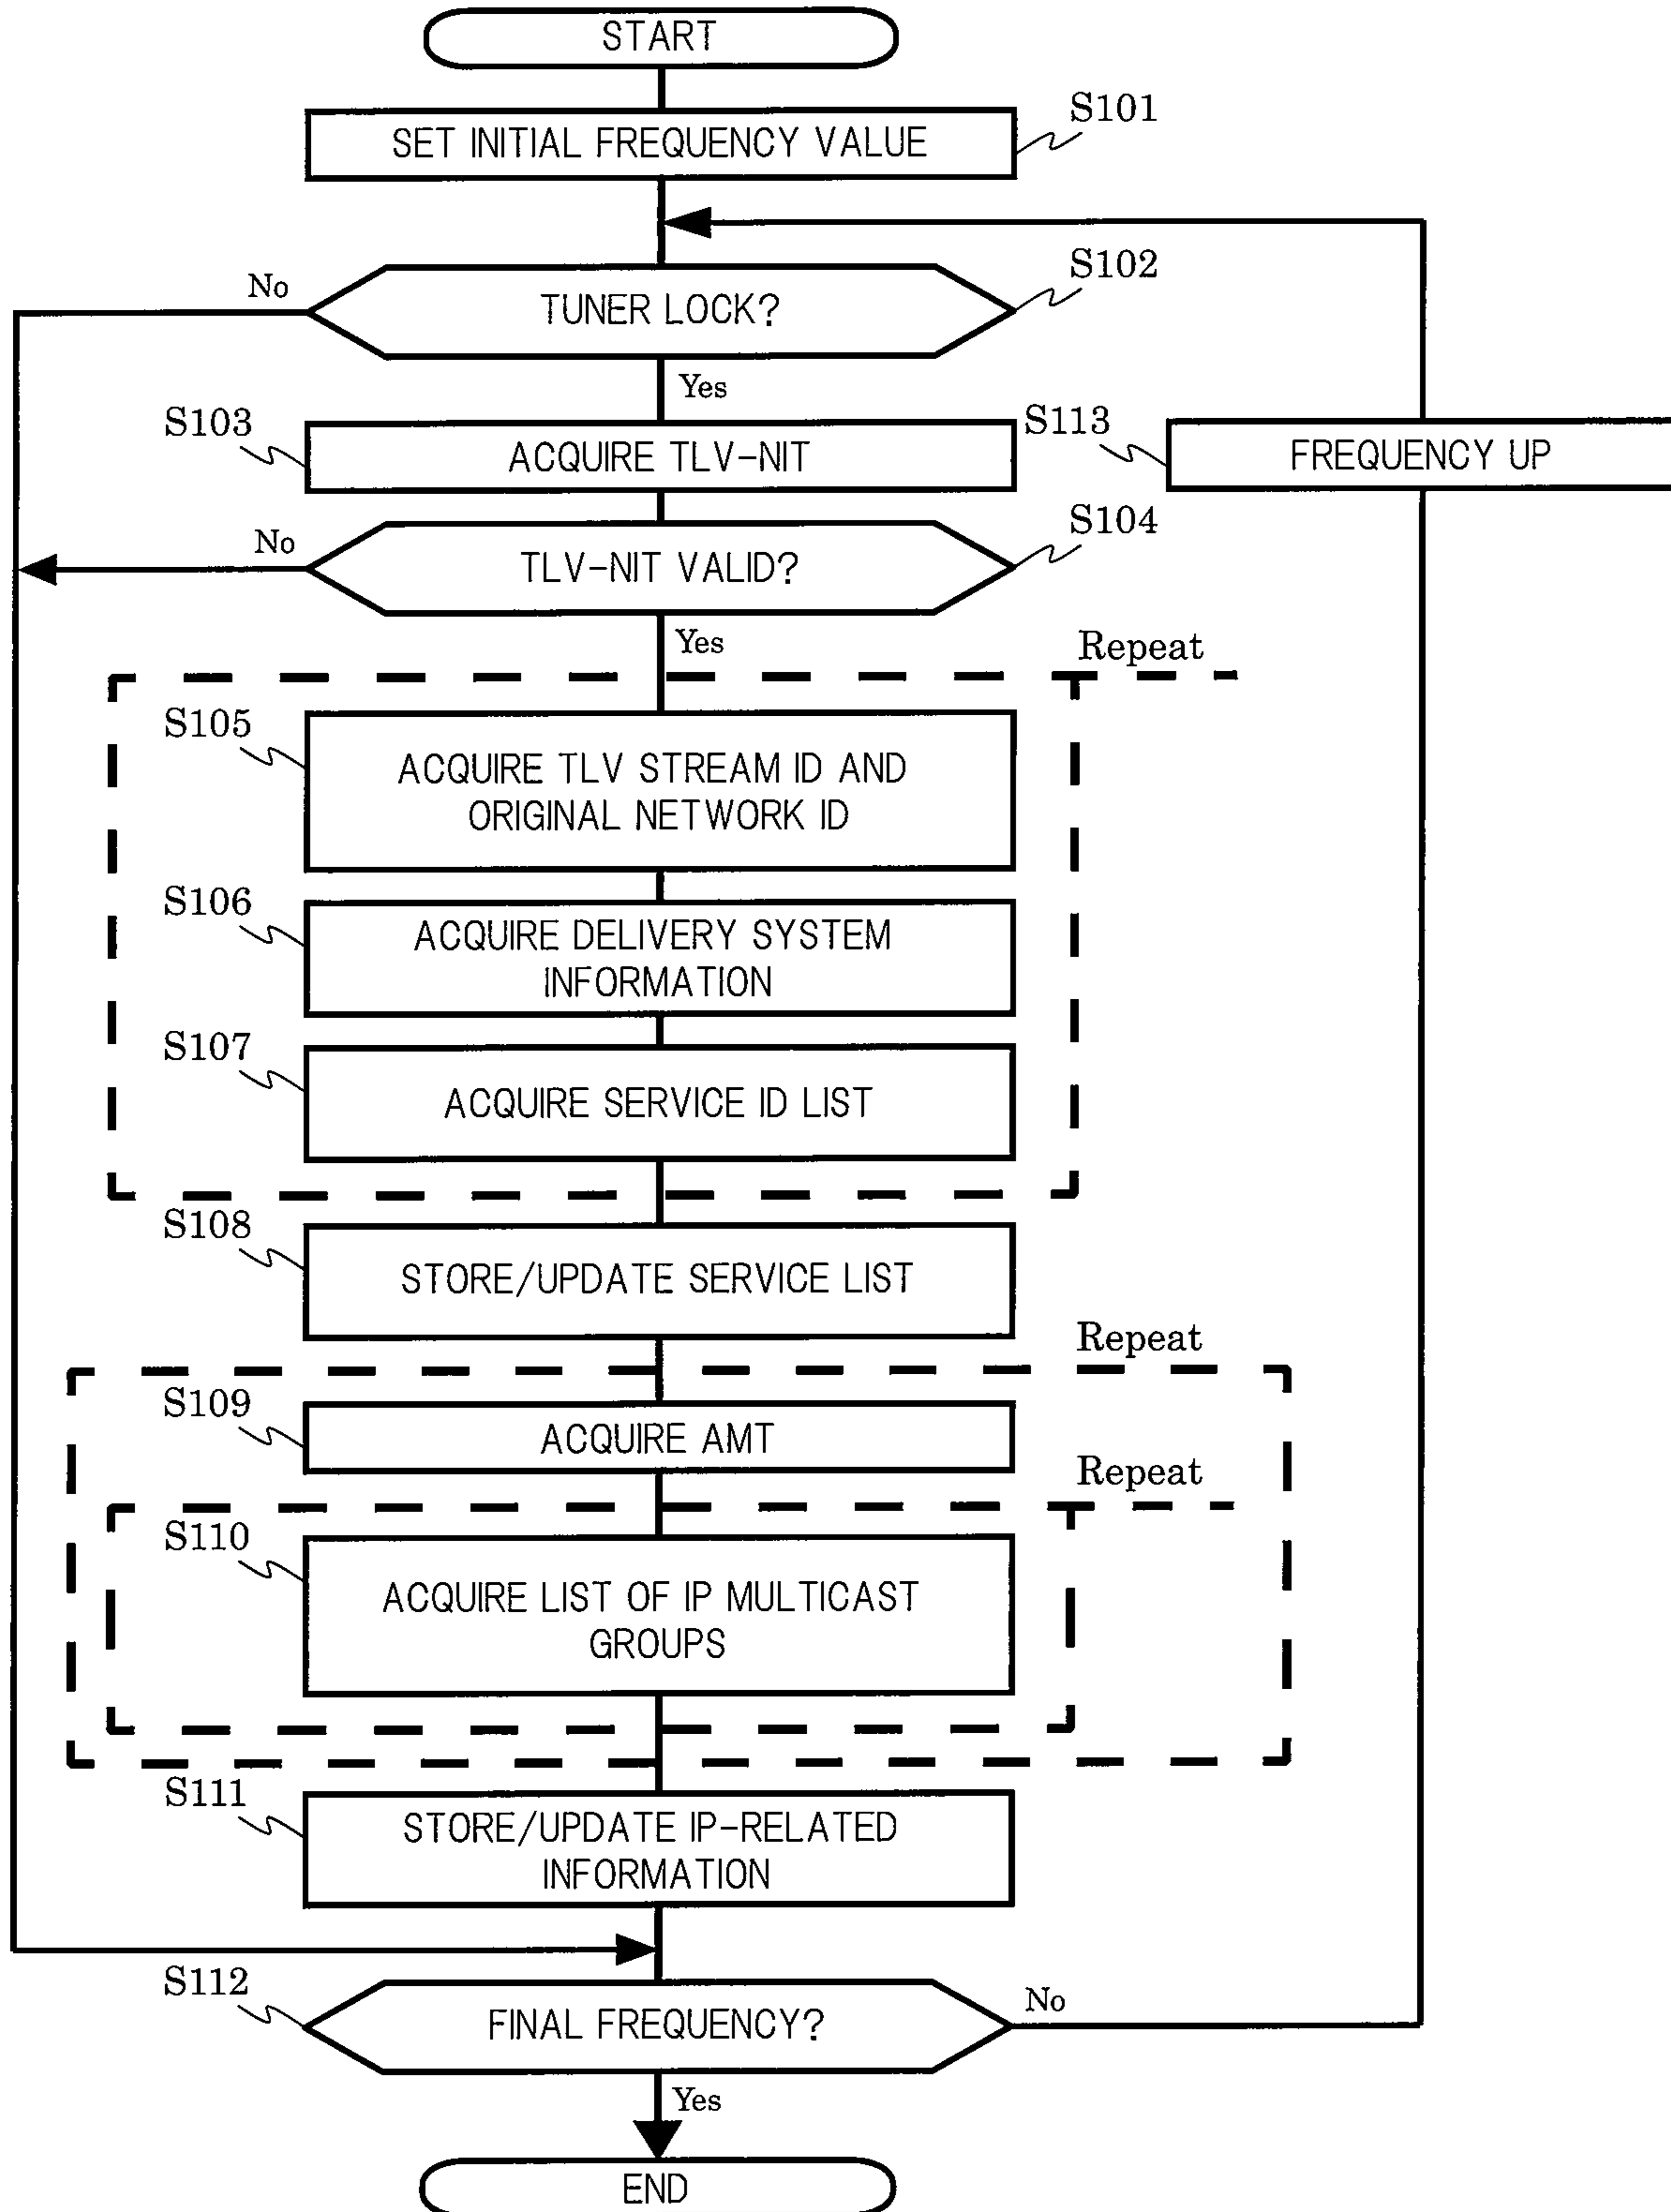 START
SET INITIAL FREQUENCY VALUE
S101
No
TUNER LOCK?
S102
Yes
S103
ACQUIRE TLV-NIT
S113
FREQUENCY UP
No
TLV-NIT VALID?
S104
Yes
Repeat
S105
ACQUIRE TLV STREAM ID AND
ORIGINAL NETWORK ID
S106
ACQUIRE DELIVERY SYSTEM
INFORMATION
S107
ACQUIRE SERVICE ID LIST
S108
STORE/UPDATE SERVICE LIST
Repeat
S109
ACQUIRE AMT
Repeat
S110
ACQUIRE LIST OF IP MULTICAST
GROUPS
S111
STORE/UPDATE IP-RELATED
INFORMATION
S112
FINAL FREQUENCY?
No
Yes
END